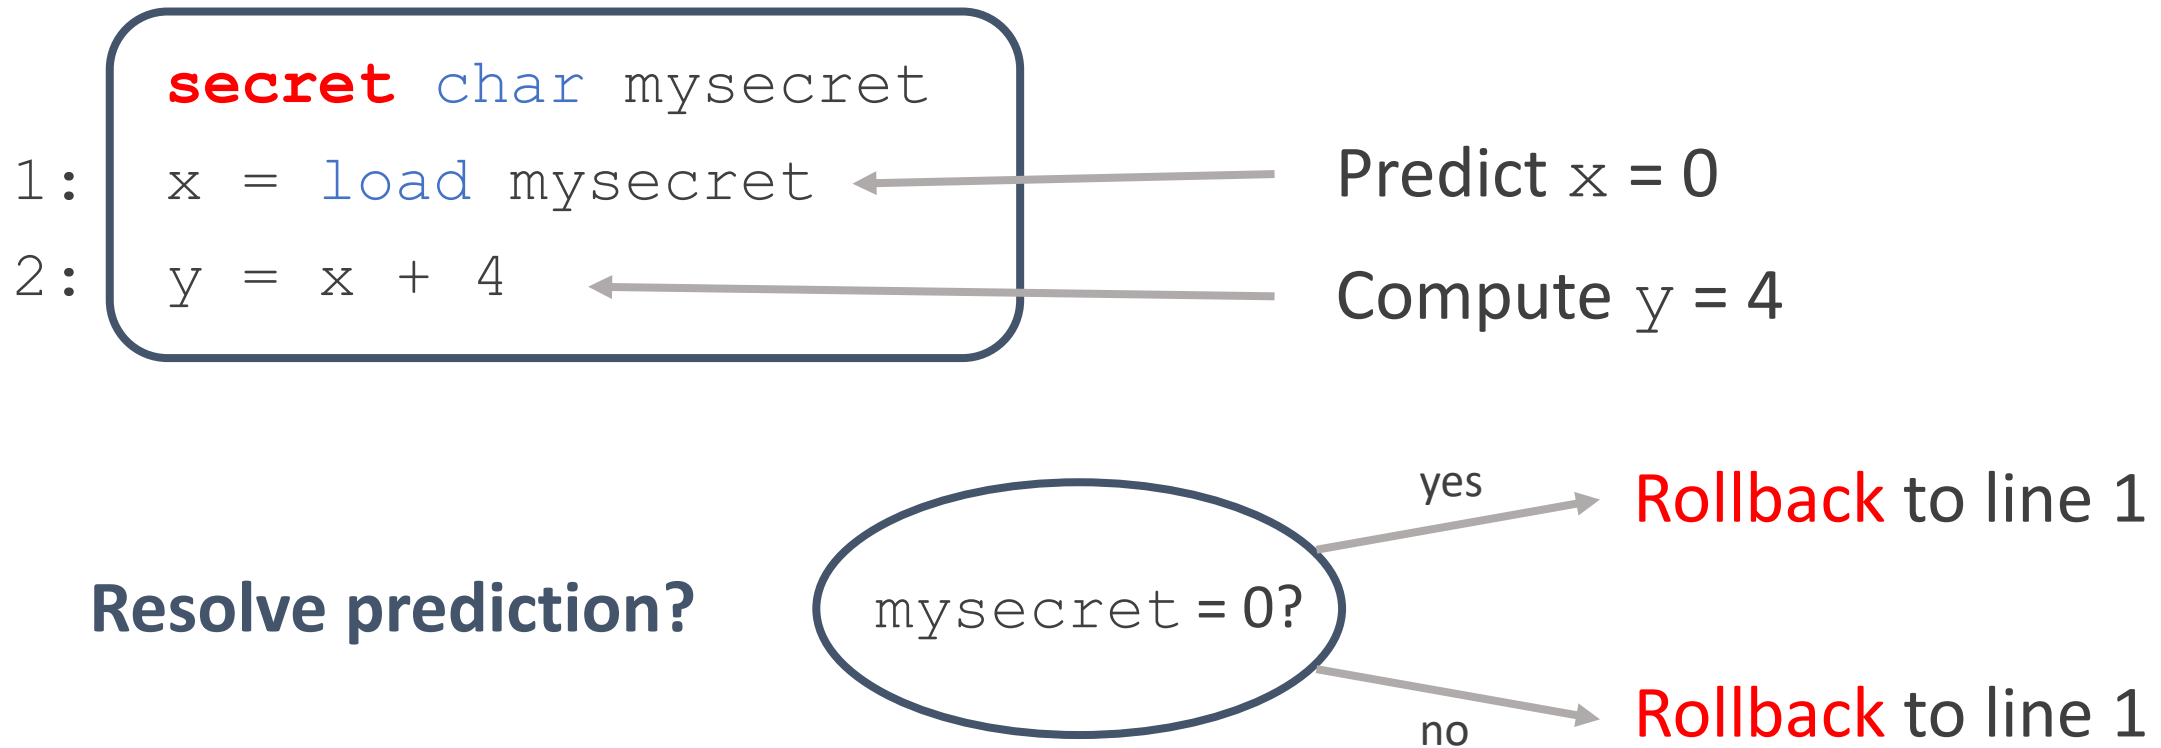 secret char mysecret
1: x = load mysecret
Predict x = 0
2: y = x + 4
Compute y = 4
Resolve prediction?
mysecret = 0?
yes
Rollback to line 1
no
Rollback to line 1